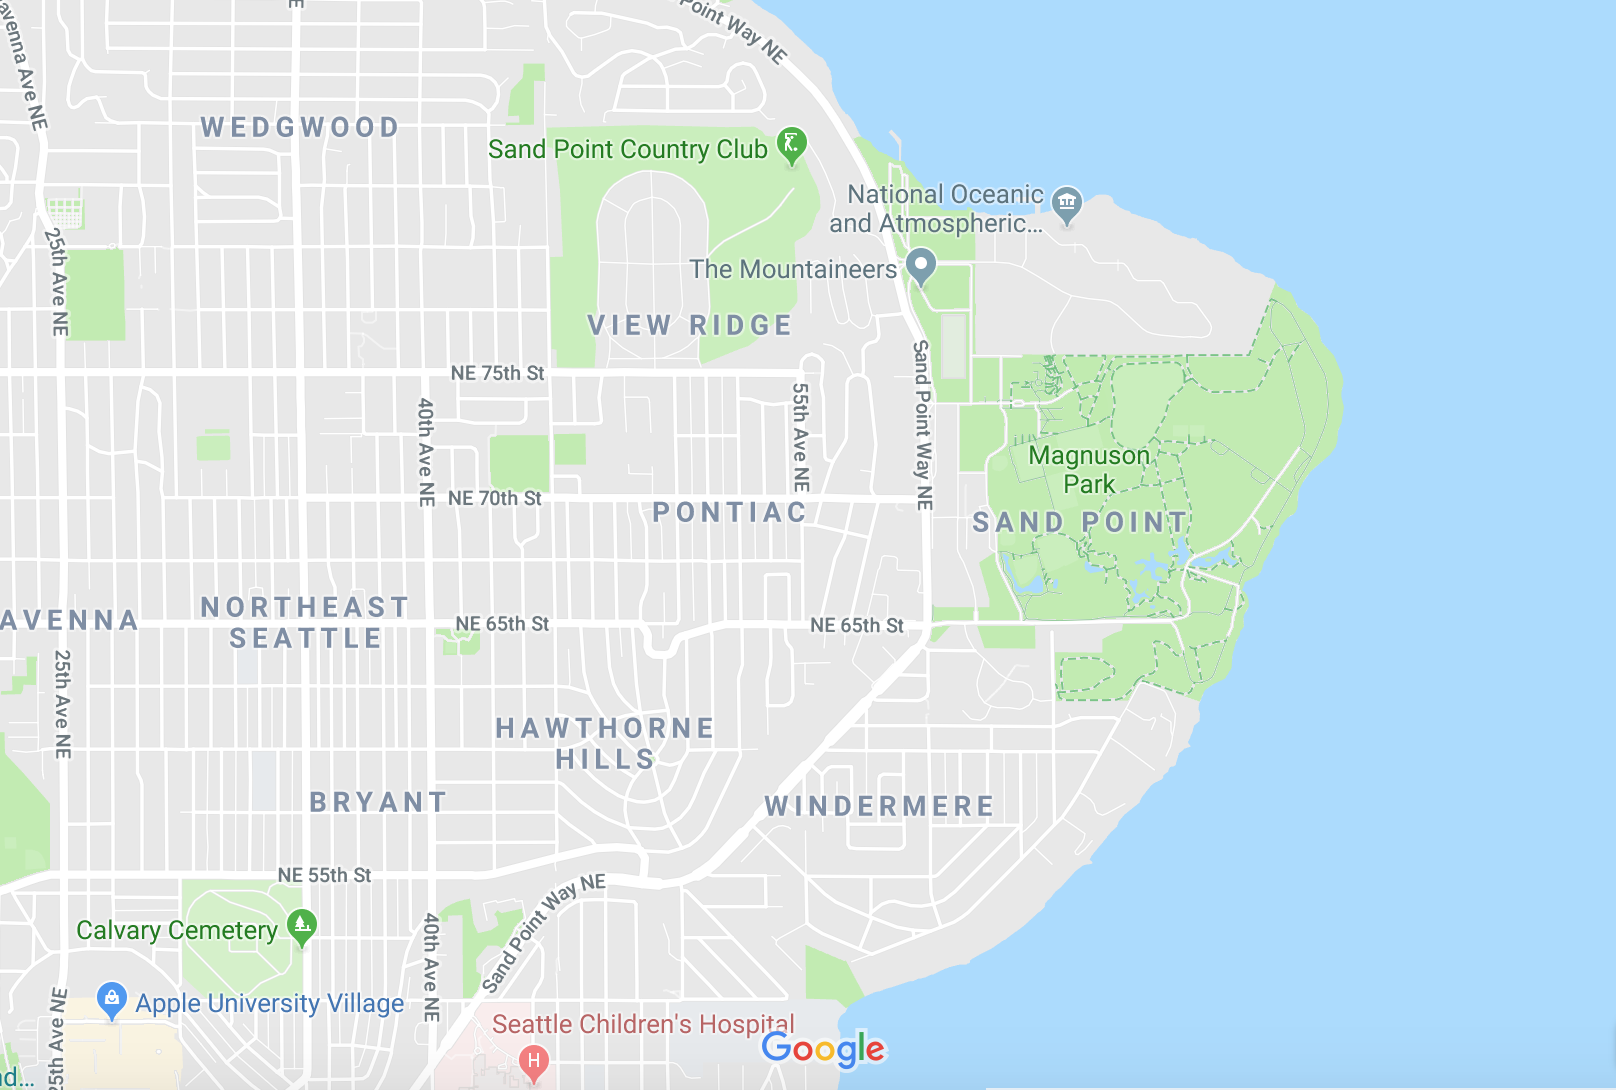 Point Way NE
E
avenna Ave NE
WEDGWOOD
Sand Point Country Club
National Oceanic
and Atmospheric...
25th Ave NE
The Mountaineers
VIEW RIDGE
Sand Point Way NE
NE 75th St
40th Ave NE
55th Ave NE
Magnuson
Park
NE 70th St
PONTIAC
SAND POINT
NORTHEAST
SEATTLE
AVENNA
NE 65th St
NE 65th St
25th Ave NE
HAWTHORNE
HILLS
BRYANT
WINDERMERE
NE 55th St
Sand Point Way NE
Calvary Cemetery
40th Ave NE
Apple University Village
25th Ave NE
Seattle Children's Hospital
H
Google
d...